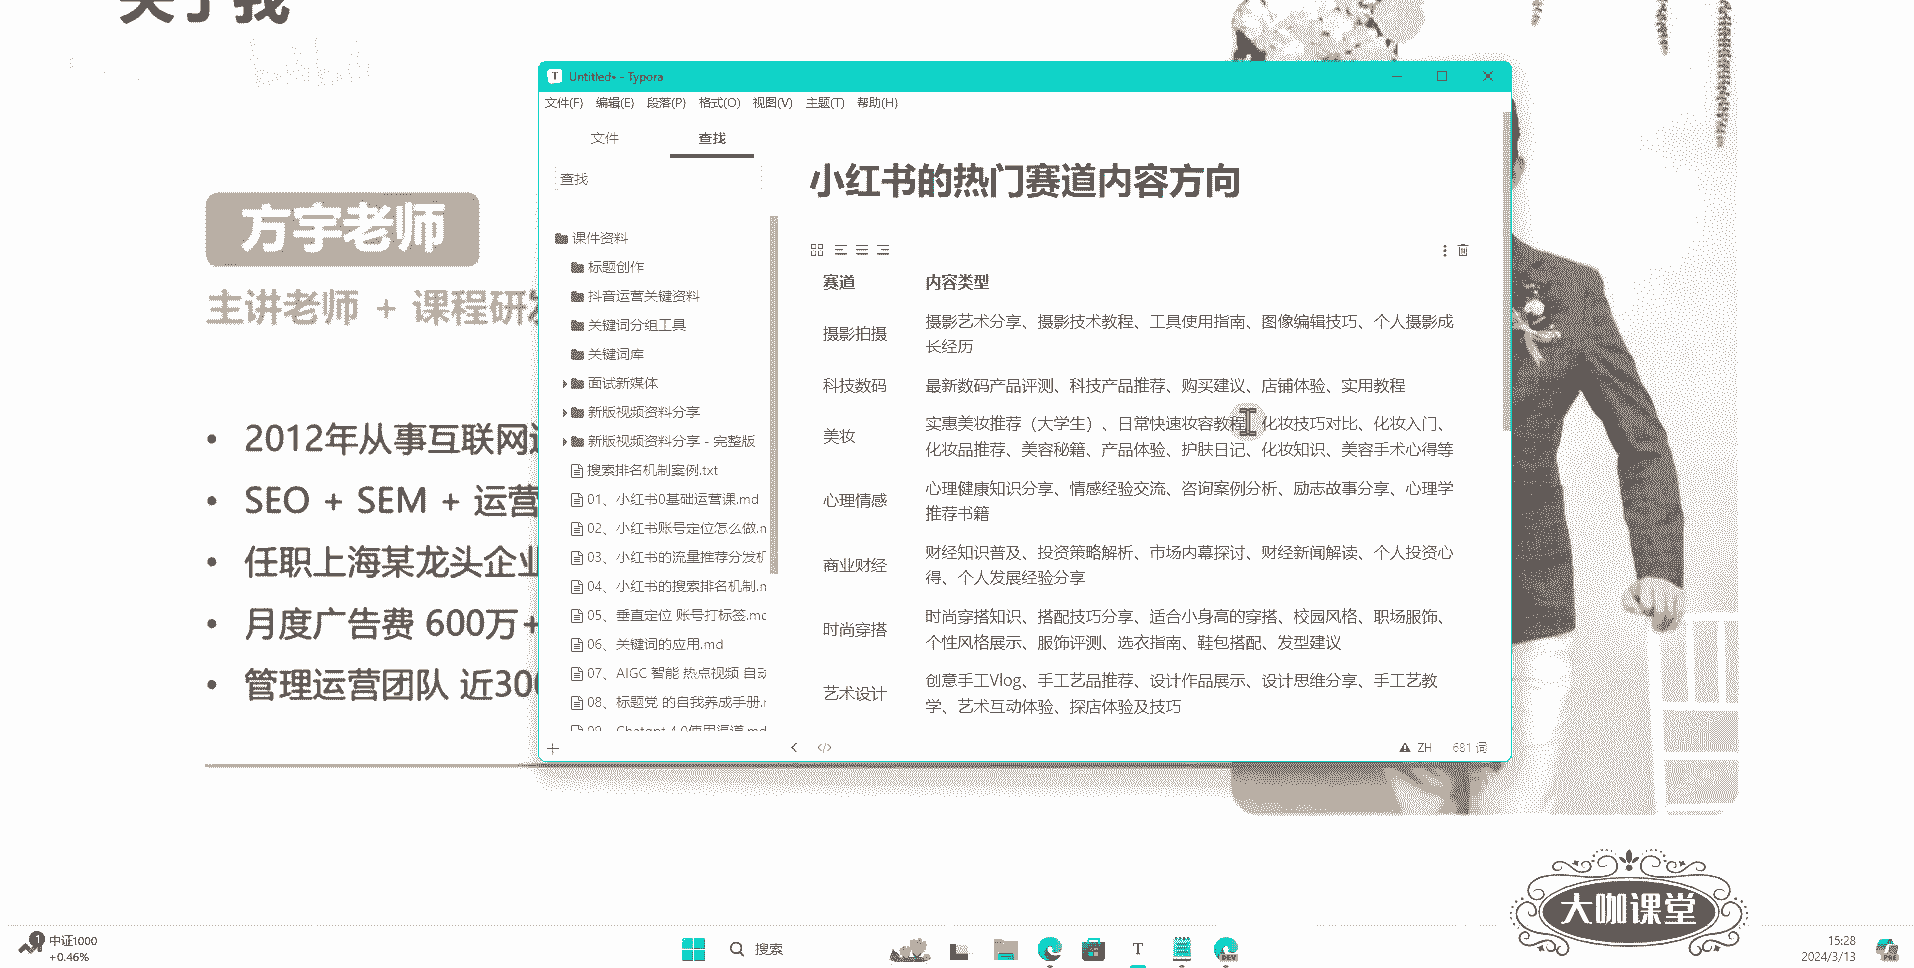 关于我
方宇老师
主讲老师 + 课程研发
2012年从事互联网运
SEO + SEM + 运营
任职上海某龙头企业
月度广告费 600万+
管理运营团队 近300
Untitled• - Typora
文件(F) 编辑(E) 段落(P) 格式(O) 视图(V) 主题(T) 帮助(H)
文件 查找
查找
课件资料
标题创作
抖音运营关键资料
关键词分组工具
关键词库
面试新媒体
新版视频资料分享
新版视频资料分享 - 完整版
搜索排名机制案例.txt
01、小红书0基础运营课.md
02、小红书账号定位怎么做.m
03、小红书的流量推荐分发机
04、小红书的搜索排名机制.m
05、垂直定位 账号打标签.md
06、关键词的应用.md
07、AIGC 智能 热点视频 自动
08、标题党 的自我养成手册.m
09、Chatgpt 4.0使用渠道.md
小红书的热门赛道内容方向
赛道 内容类型
摄影拍摄 摄影艺术分享、摄影技术教程、工具使用指南、图像编辑技巧、个人摄影成
长经历
科技数码 最新数码产品评测、科技产品推荐、购买建议、店铺体验、实用教程
美妆 实惠美妆推荐（大学生）、日常快速妆容教程、化妆技巧对比、化妆入门、
化妆品推荐、美容秘籍、产品体验、护肤日记、化妆知识、美容手术心得等
心理情感 心理健康知识分享、情感经验交流、咨询案例分析、励志故事分享、心理学
推荐书籍
商业财经 财经知识普及、投资策略解析、市场内幕探讨、财经新闻解读、个人投资心
得、个人发展经验分享
时尚穿搭 时尚穿搭知识、搭配技巧分享、适合小身高的穿搭、校园风格、职场服饰、
个性风格展示、服饰评测、选衣指南、鞋包搭配、发型建议
艺术设计 创意手工Vlog、手工艺品推荐、设计作品展示、设计思维分享、手工艺教
学、艺术互动体验、探店体验及技巧
ZH 681 词
大咖课堂
1
中证1000
+0.46%
搜索
T
DEV
15:28
2024/3/13
PRE